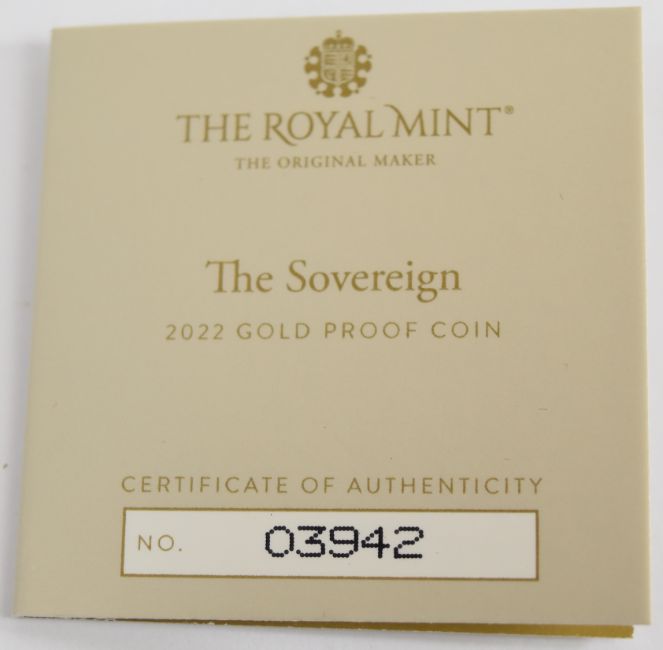 THE ROYAL MINT®
THE ORIGINAL MAKER
The Sovereign
2022 GOLD PROOF COIN
CERTIFICATE OF AUTHENTICITY
NO. 03942